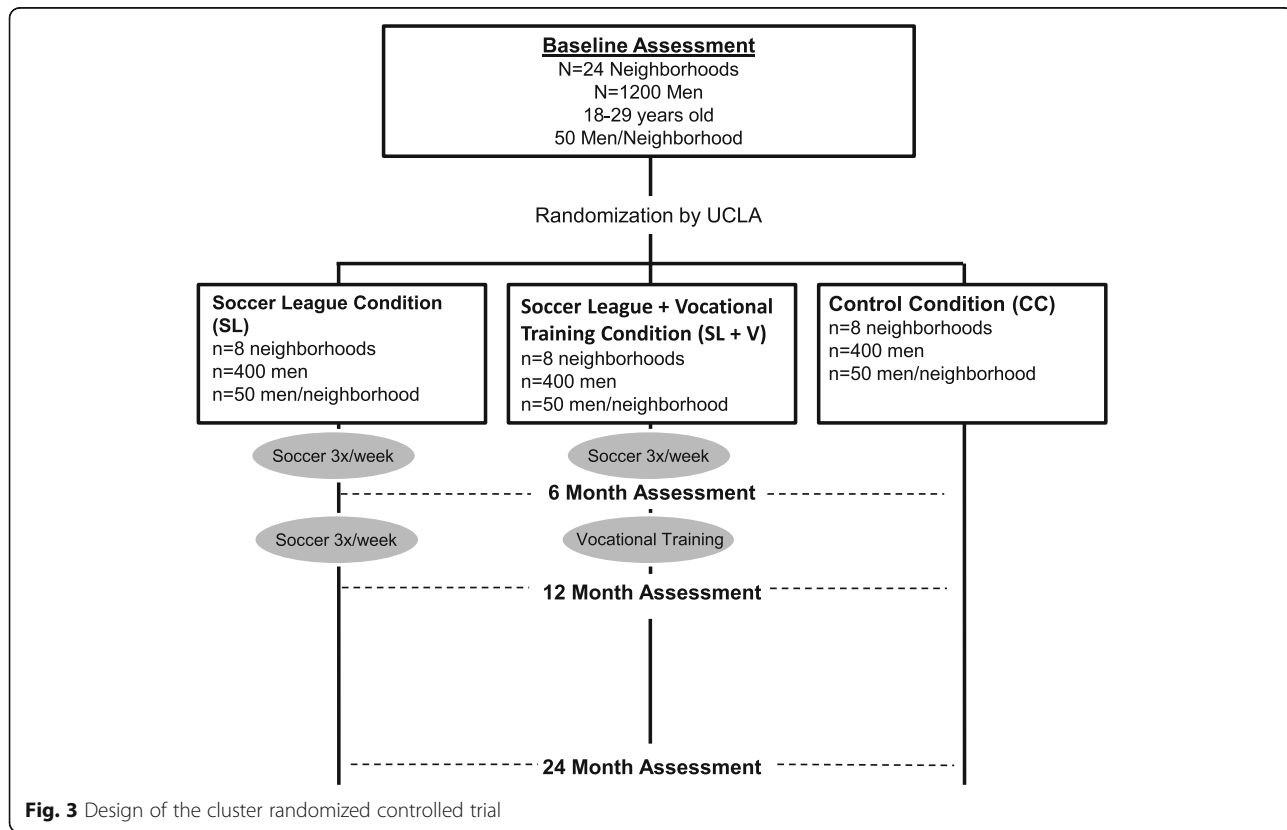 Baseline Assessment
N=24 Neighborhoods
N=1200 Men
18-29 years old
50 Men/Neighborhood
Randomization by UCLA
Soccer League Condition
(SL)
n=8 neighborhoods
n=400 men
n=50 men/neighborhood
Soccer League + Vocational
Training Condition (SL + V)
n=8 neighborhoods
n=400 men
n=50 men/neighborhood
Control Condition (CC)
n=8 neighborhoods
n=400 men
n=50 men/neighborhood
Soccer 3x/week
Soccer 3x/week
6 Month Assessment
Soccer 3x/week
Vocational Training
12 Month Assessment
24 Month Assessment
Fig. 3 Design of the cluster randomized controlled trial